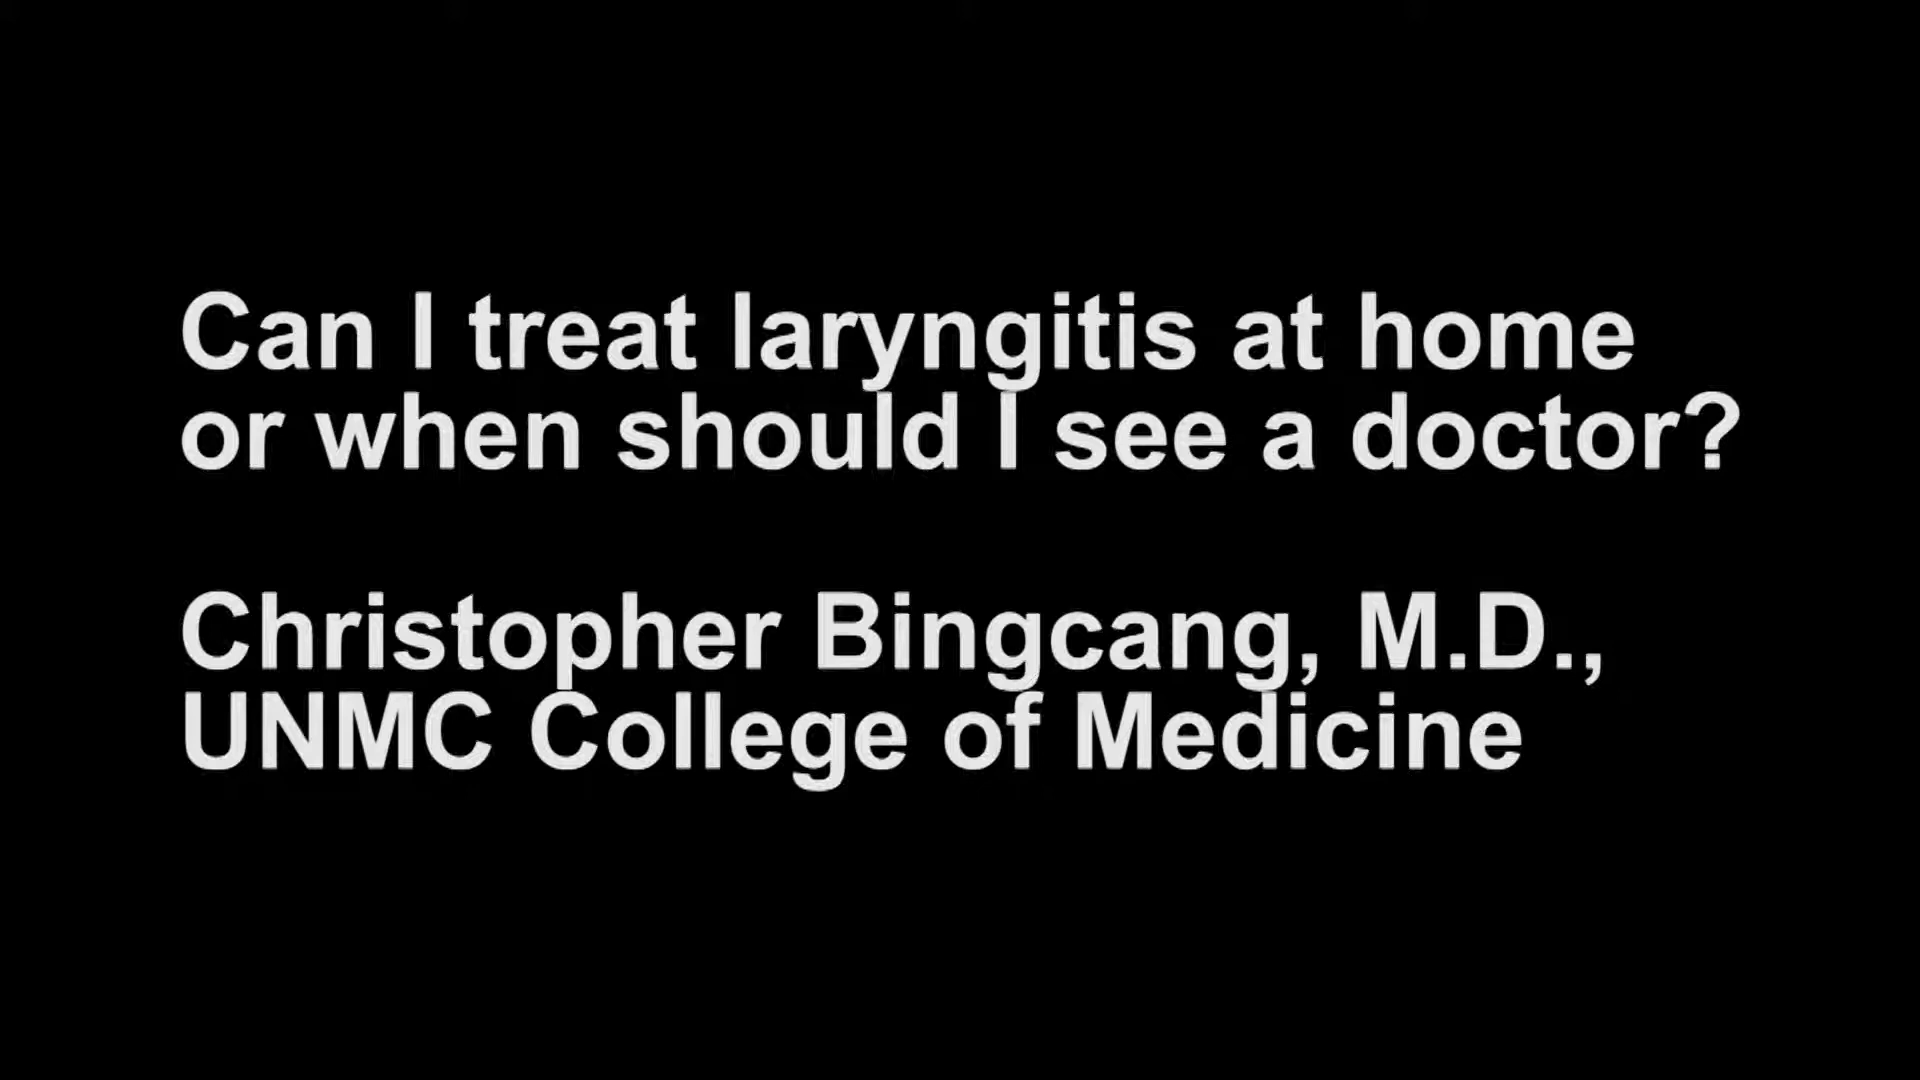 Can I treat laryngitis at home
or when should I see a doctor?
Christopher Bingcang, M.D.,
UNMC College of Medicine